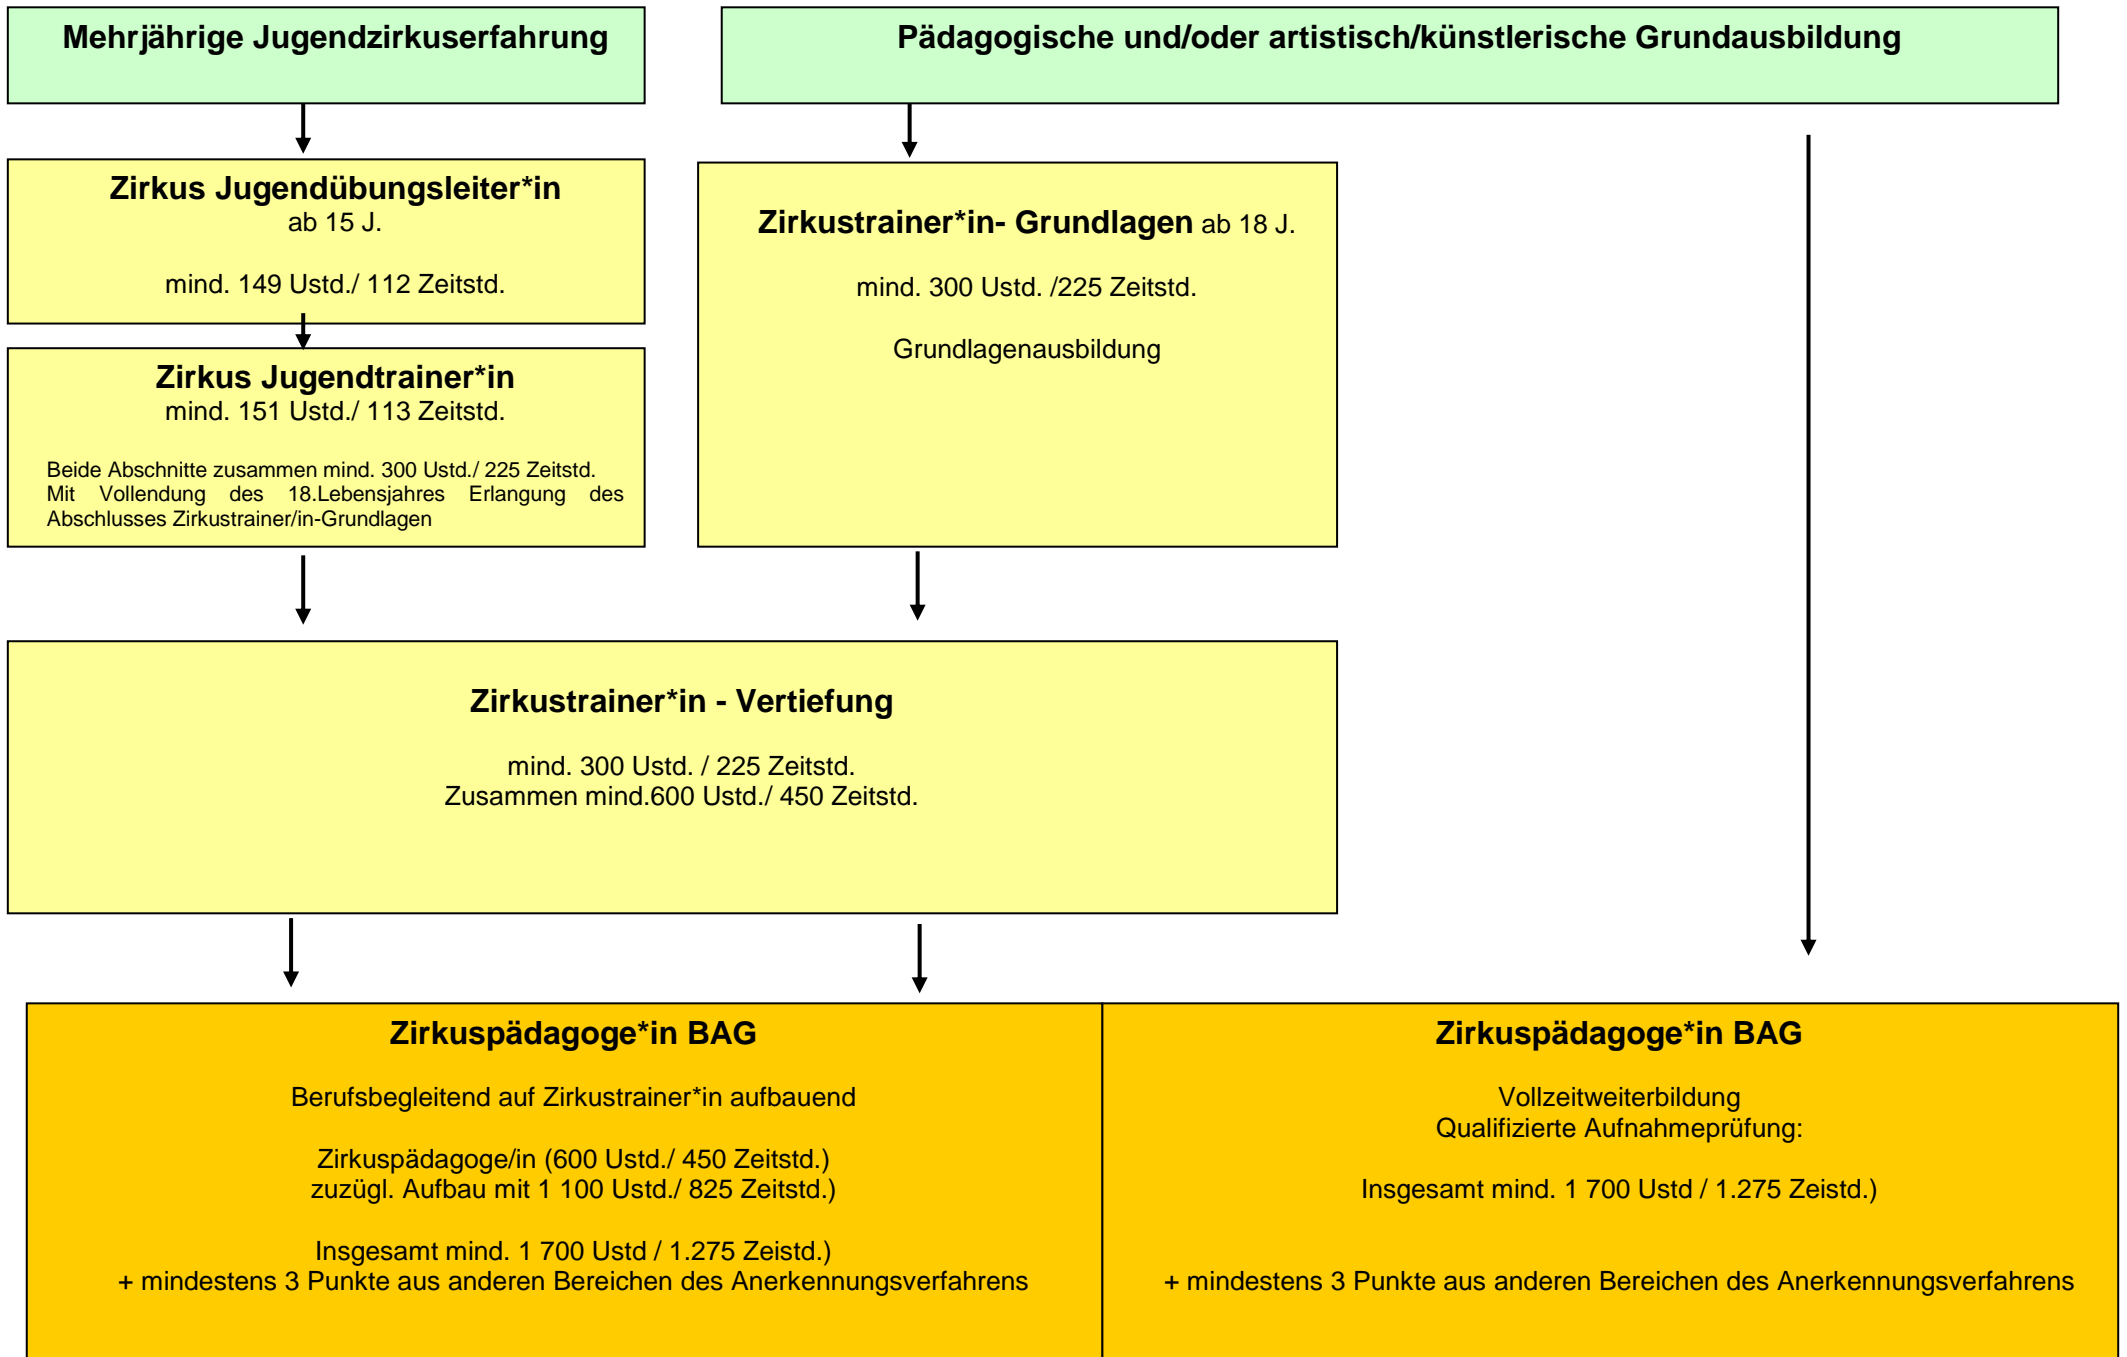 Mehrjährige Jugendzirkuserfahrung
Pädagogische und/oder artistisch/künstlerische Grundausbildung
Zirkus Jugendübungsleiter*in
ab 15 J.
mind. 149 Ustd./ 112 Zeitstd.
Zirkus Jugendtrainer*in
mind. 151 Ustd./ 113 Zeitstd.
Beide Abschnitte zusammen mind. 300 Ustd./ 225 Zeitstd.
Mit Vollendung des 18.Lebensjahres Erlangung des
Abschlusses Zirkustrainer/in-Grundlagen
Zirkustrainer*in- Grundlagen ab 18 J.
mind. 300 Ustd. /225 Zeitstd.
Grundlagenausbildung
Zirkustrainer*in - Vertiefung
mind. 300 Ustd. / 225 Zeitstd.
Zusammen mind.600 Ustd./ 450 Zeitstd.
Zirkuspädagoge*in BAG
Berufsbegleitend auf Zirkustrainer*in aufbauend
Zirkuspädagoge/in (600 Ustd./ 450 Zeitstd.)
zuzügl. Aufbau mit 1 100 Ustd./ 825 Zeitstd.)
Insgesamt mind. 1 700 Ustd / 1.275 Zeistd.)
+ mindestens 3 Punkte aus anderen Bereichen des Anerkennungsverfahrens
Zirkuspädagoge*in BAG
Vollzeitweiterbildung
Qualifizierte Aufnahmeprüfung:
Insgesamt mind. 1 700 Ustd / 1.275 Zeistd.)
+ mindestens 3 Punkte aus anderen Bereichen des Anerkennungsverfahrens